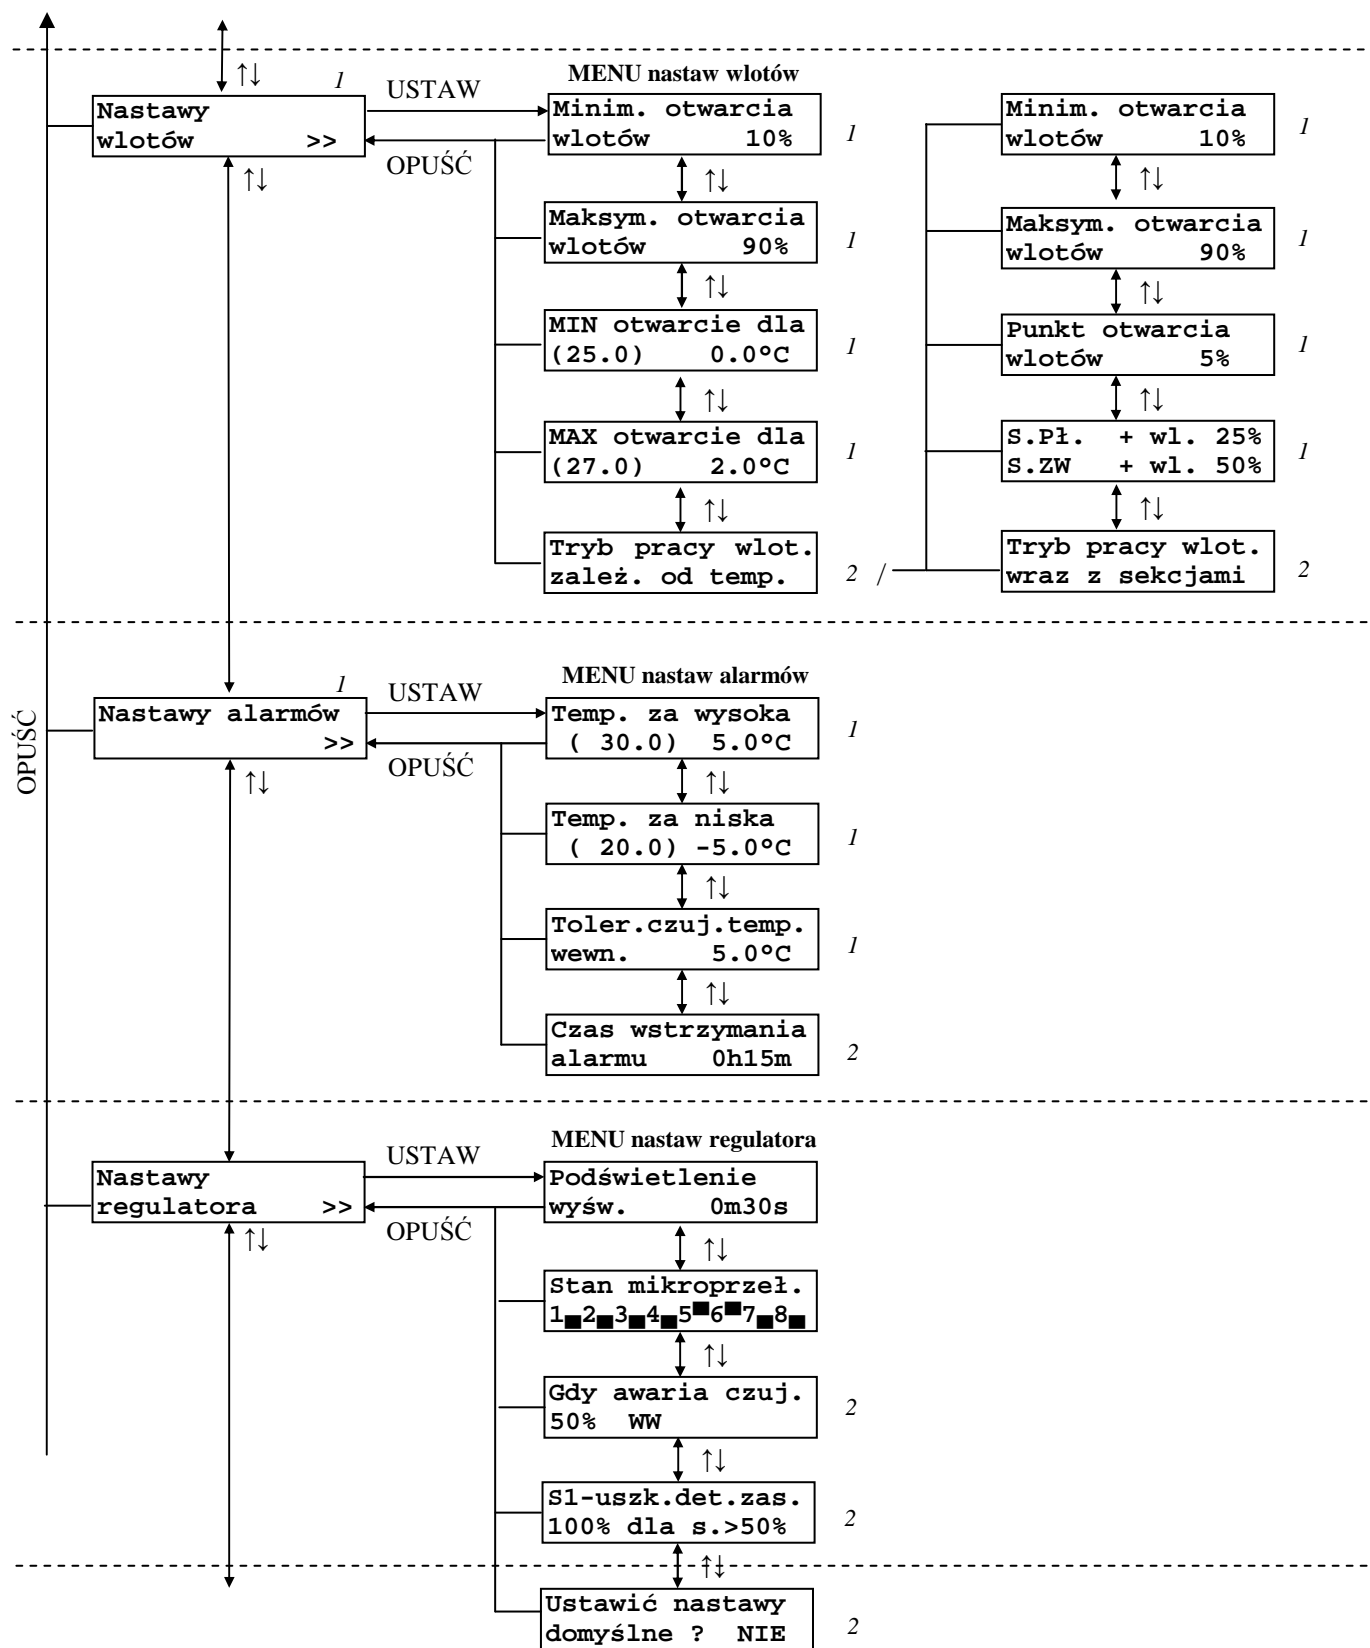 MENU nastaw wlotów
↑↓
1
USTAW
Nastawy
wlotów >>
OPUŚĆ
↑↓
Minim. otwarcia
wlotów 10%
1
↑↓
Maksym. otwarcia
wlotów 90%
1
↑↓
MIN otwarcie dla
(25.0) 0.0°C
1
↑↓
MAX otwarcie dla
(27.0) 2.0°C
1
↑↓
Tryb pracy wlot.
zależ. od temp.
2 /
Minim. otwarcia
wlotów 10%
1
↑↓
Maksym. otwarcia
wlotów 90%
1
↑↓
Punkt otwarcia
wlotów 5%
1
↑↓
S.Pł. + wl. 25%
S.ZW + wl. 50%
1
↑↓
Tryb pracy wlot.
wraz z sekcjami
2
OPUŚĆ
MENU nastaw alarmów
1
USTAW
Nastawy alarmów
>>
OPUŚĆ
↑↓
Temp. za wysoka
( 30.0) 5.0°C
1
↑↓
Temp. za niska
( 20.0) -5.0°C
1
↑↓
Toler.czuj.temp.
wewn. 5.0°C
1
↑↓
Czas wstrzymania
alarmu 0h15m
2
MENU nastaw regulatora
USTAW
Nastawy
regulatora >>
OPUŚĆ
↑↓
Podświetlenie
wyśw. 0m30s
↑↓
Stan mikroprzeł.
1▄2▄3▄4▄5▀6▀7▄8▄
↑↓
Gdy awaria czuj.
50% WW
2
↑↓
S1-uszk.det.zas.
100% dla s.>50%
2
↑↓
Ustawić nastawy
domyślne ? NIE
2